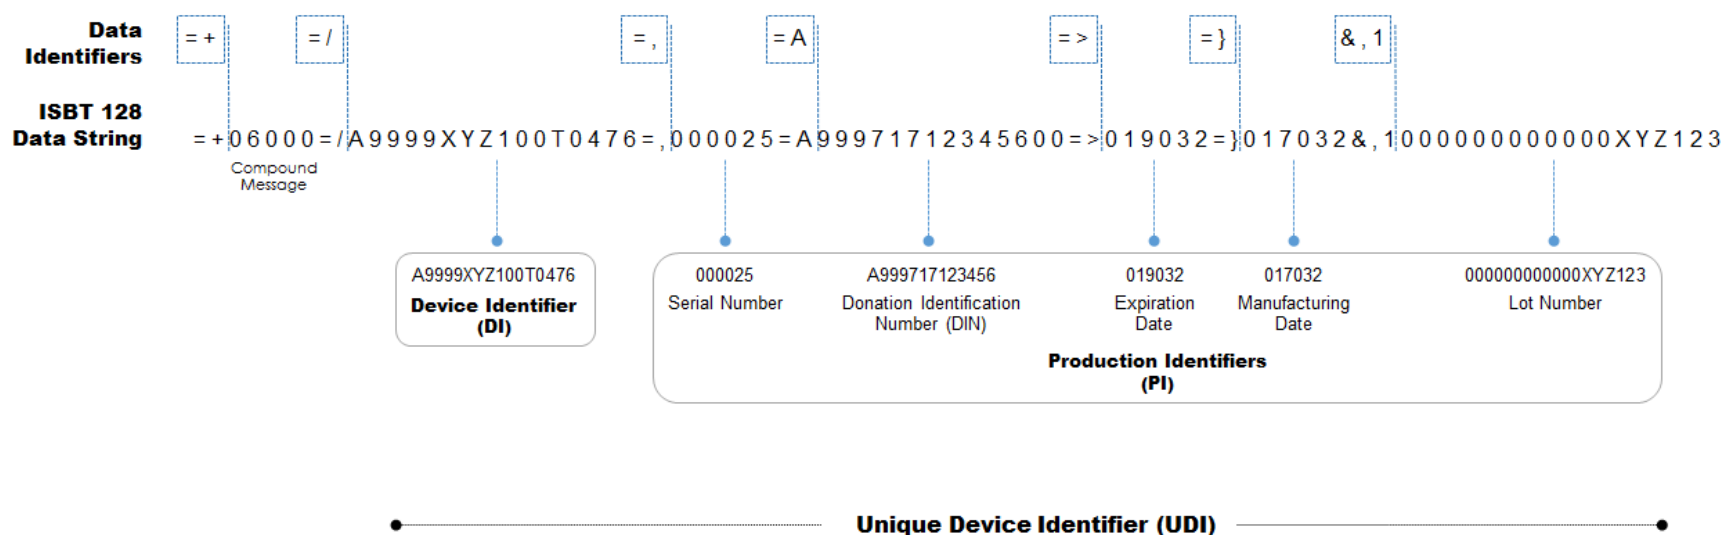 Data
Identifiers
=+
=/
=,
=A
=>
=}
&,1
ISBT 128
Data String
=+06000=/A9999XYZ100T0476=,000025=A99971712345600=>019032=}017032&,1000000000000XYZ123
Compound
Message
A9999XYZ100T0476
Device Identifier
(DI)
000025
Serial Number
A999717123456
Donation Identification
Number (DIN)
019032
Expiration
Date
017032
Manufacturing
Date
000000000000XYZ123
Lot Number
Production Identifiers
(PI)
Unique Device Identifier (UDI)